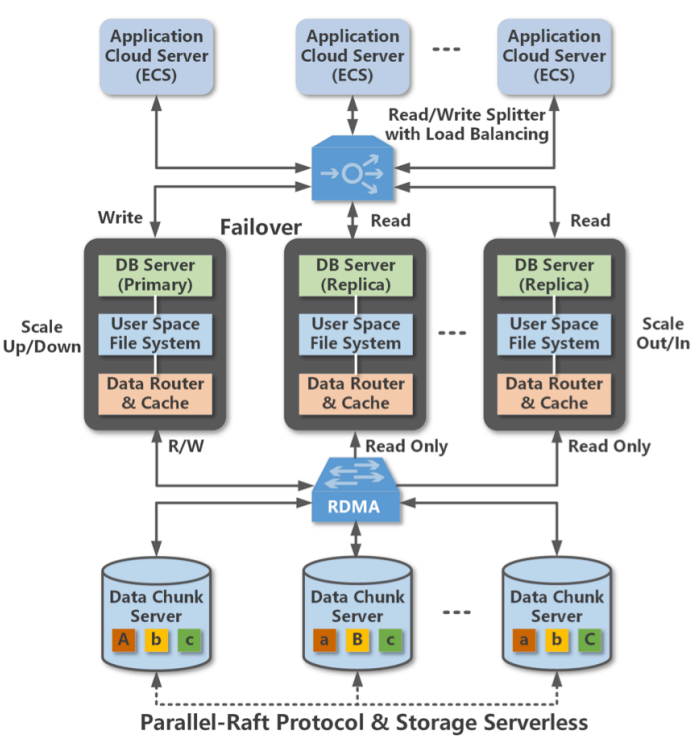 Application
Cloud Server
(ECS)
Application
Cloud Server
(ECS)
Application
Cloud Server
(ECS)
Read/Write Splitter
with Load Balancing
Write
Failover
Read
Read
DB Server
(Primary)
User Space
File System
Data Router
& Cache
DB Server
(Replica)
User Space
File System
Data Router
& Cache
DB Server
(Replica)
User Space
File System
Data Router
& Cache
Scale
Up/Down
Scale
Out/In
R/W
Read Only
Read Only
RDMA
Data Chunk
Server
A b c
Data Chunk
Server
a B c
Data Chunk
Server
a b C
Parallel-Raft Protocol & Storage Serverless